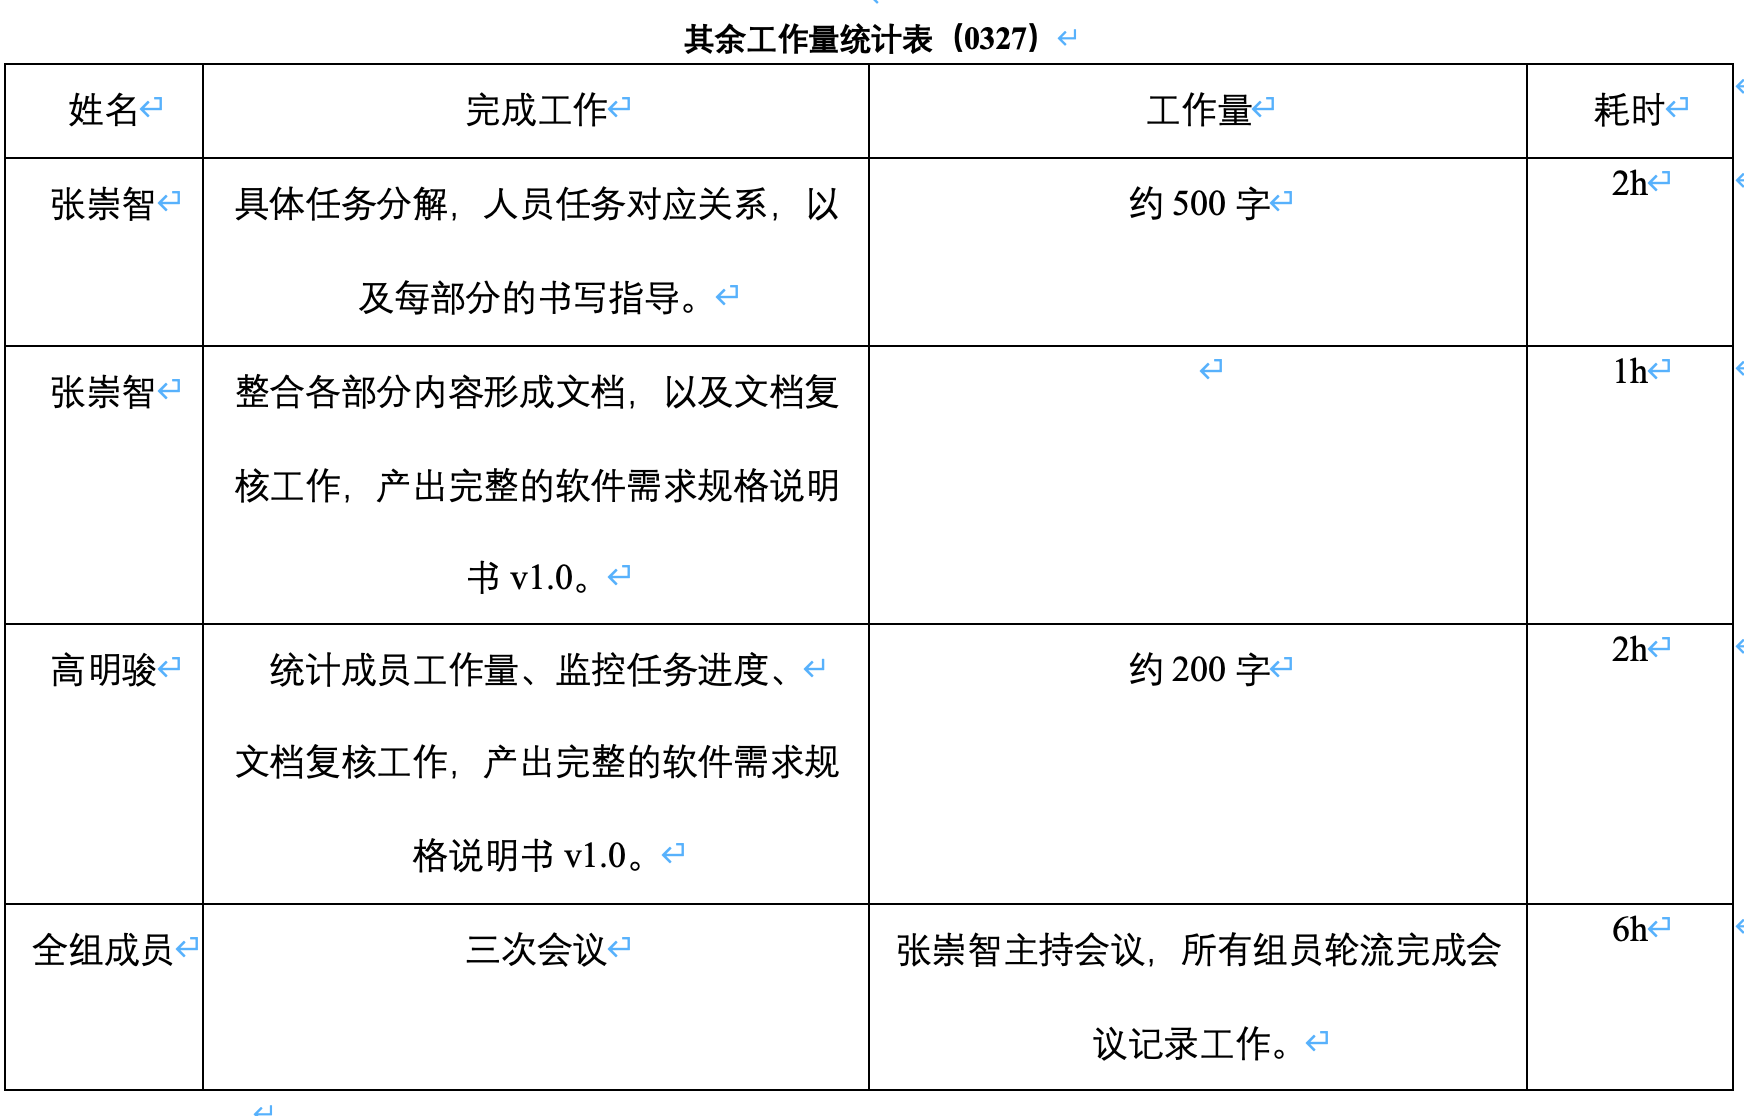 其余工作量统计表（0327）
姓名 完成工作 工作量 耗时
张崇智 具体任务分解，人员任务对应关系，以 约 500 字 2h
及每部分的书写指导。
张崇智 整合各部分内容形成文档，以及文档复 1h
核工作，产出完整的软件需求规格说明
书 v1.0。
高明骏 统计成员工作量、监控任务进度、 约 200 字 2h
文档复核工作，产出完整的软件需求规
格说明书 v1.0。
全组成员 三次会议 张崇智主持会议，所有组员轮流完成会 6h
议记录工作。